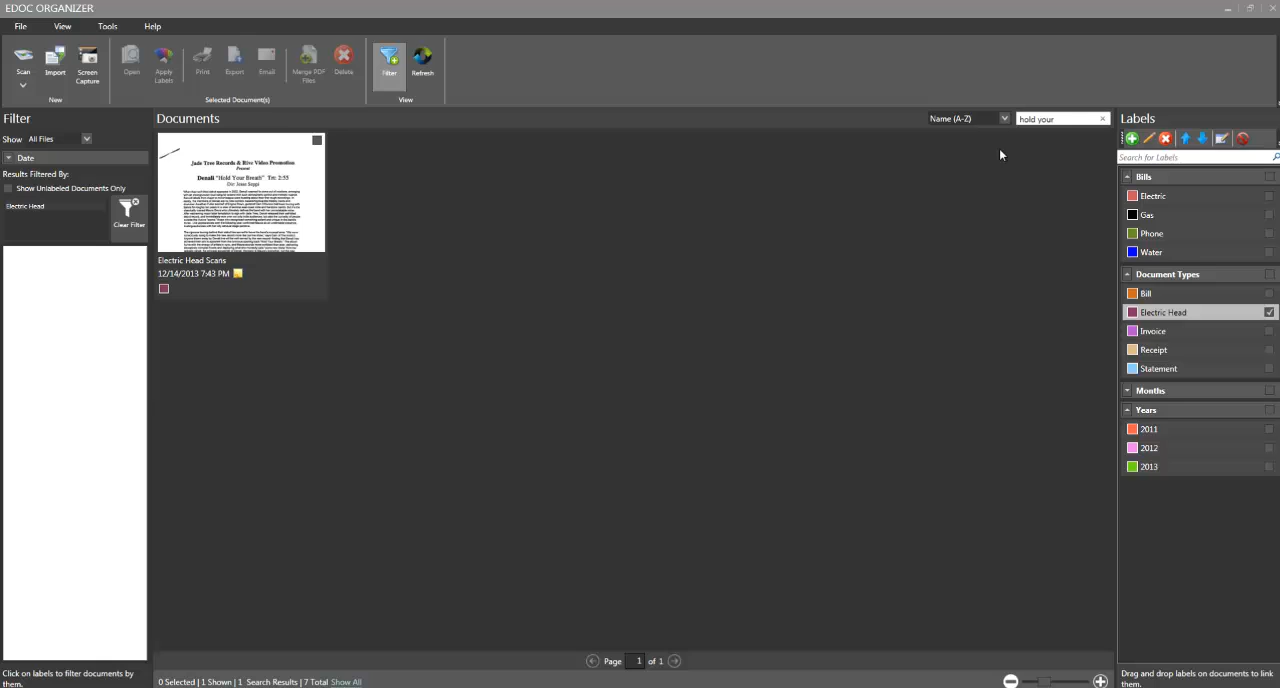 EDOC ORGANIZER
File View Tools Help
Scan Import Screen Capture
New
Open Apply Labels Print Export Email Merge PDF Files Delete
Selected Document(s)
Filter Refresh
View
Filter
Show All Files
Date
Results Filtered By:
Show Unlabeled Documents Only
Electric Head
Clear Filter
Click on labels to filter documents by
them.
Documents
Name (A-Z)
hold your
Jade Tree Records & Hive Video Promotion
Present
Denali "Hold Your Breath" Trt: 2:55
Electric Head Scans
12/14/2013 7:43 PM
Page 1 of 1
0 Selected | 1 Shown | 1 Search Results | 7 Total Show All
Labels
Search for Labels
Bills
Electric
Gas
Phone
Water
Document Types
Bill
Electric Head
Invoice
Receipt
Statement
Months
Years
2011
2012
2013
Drag and drop labels on documents to link
them.